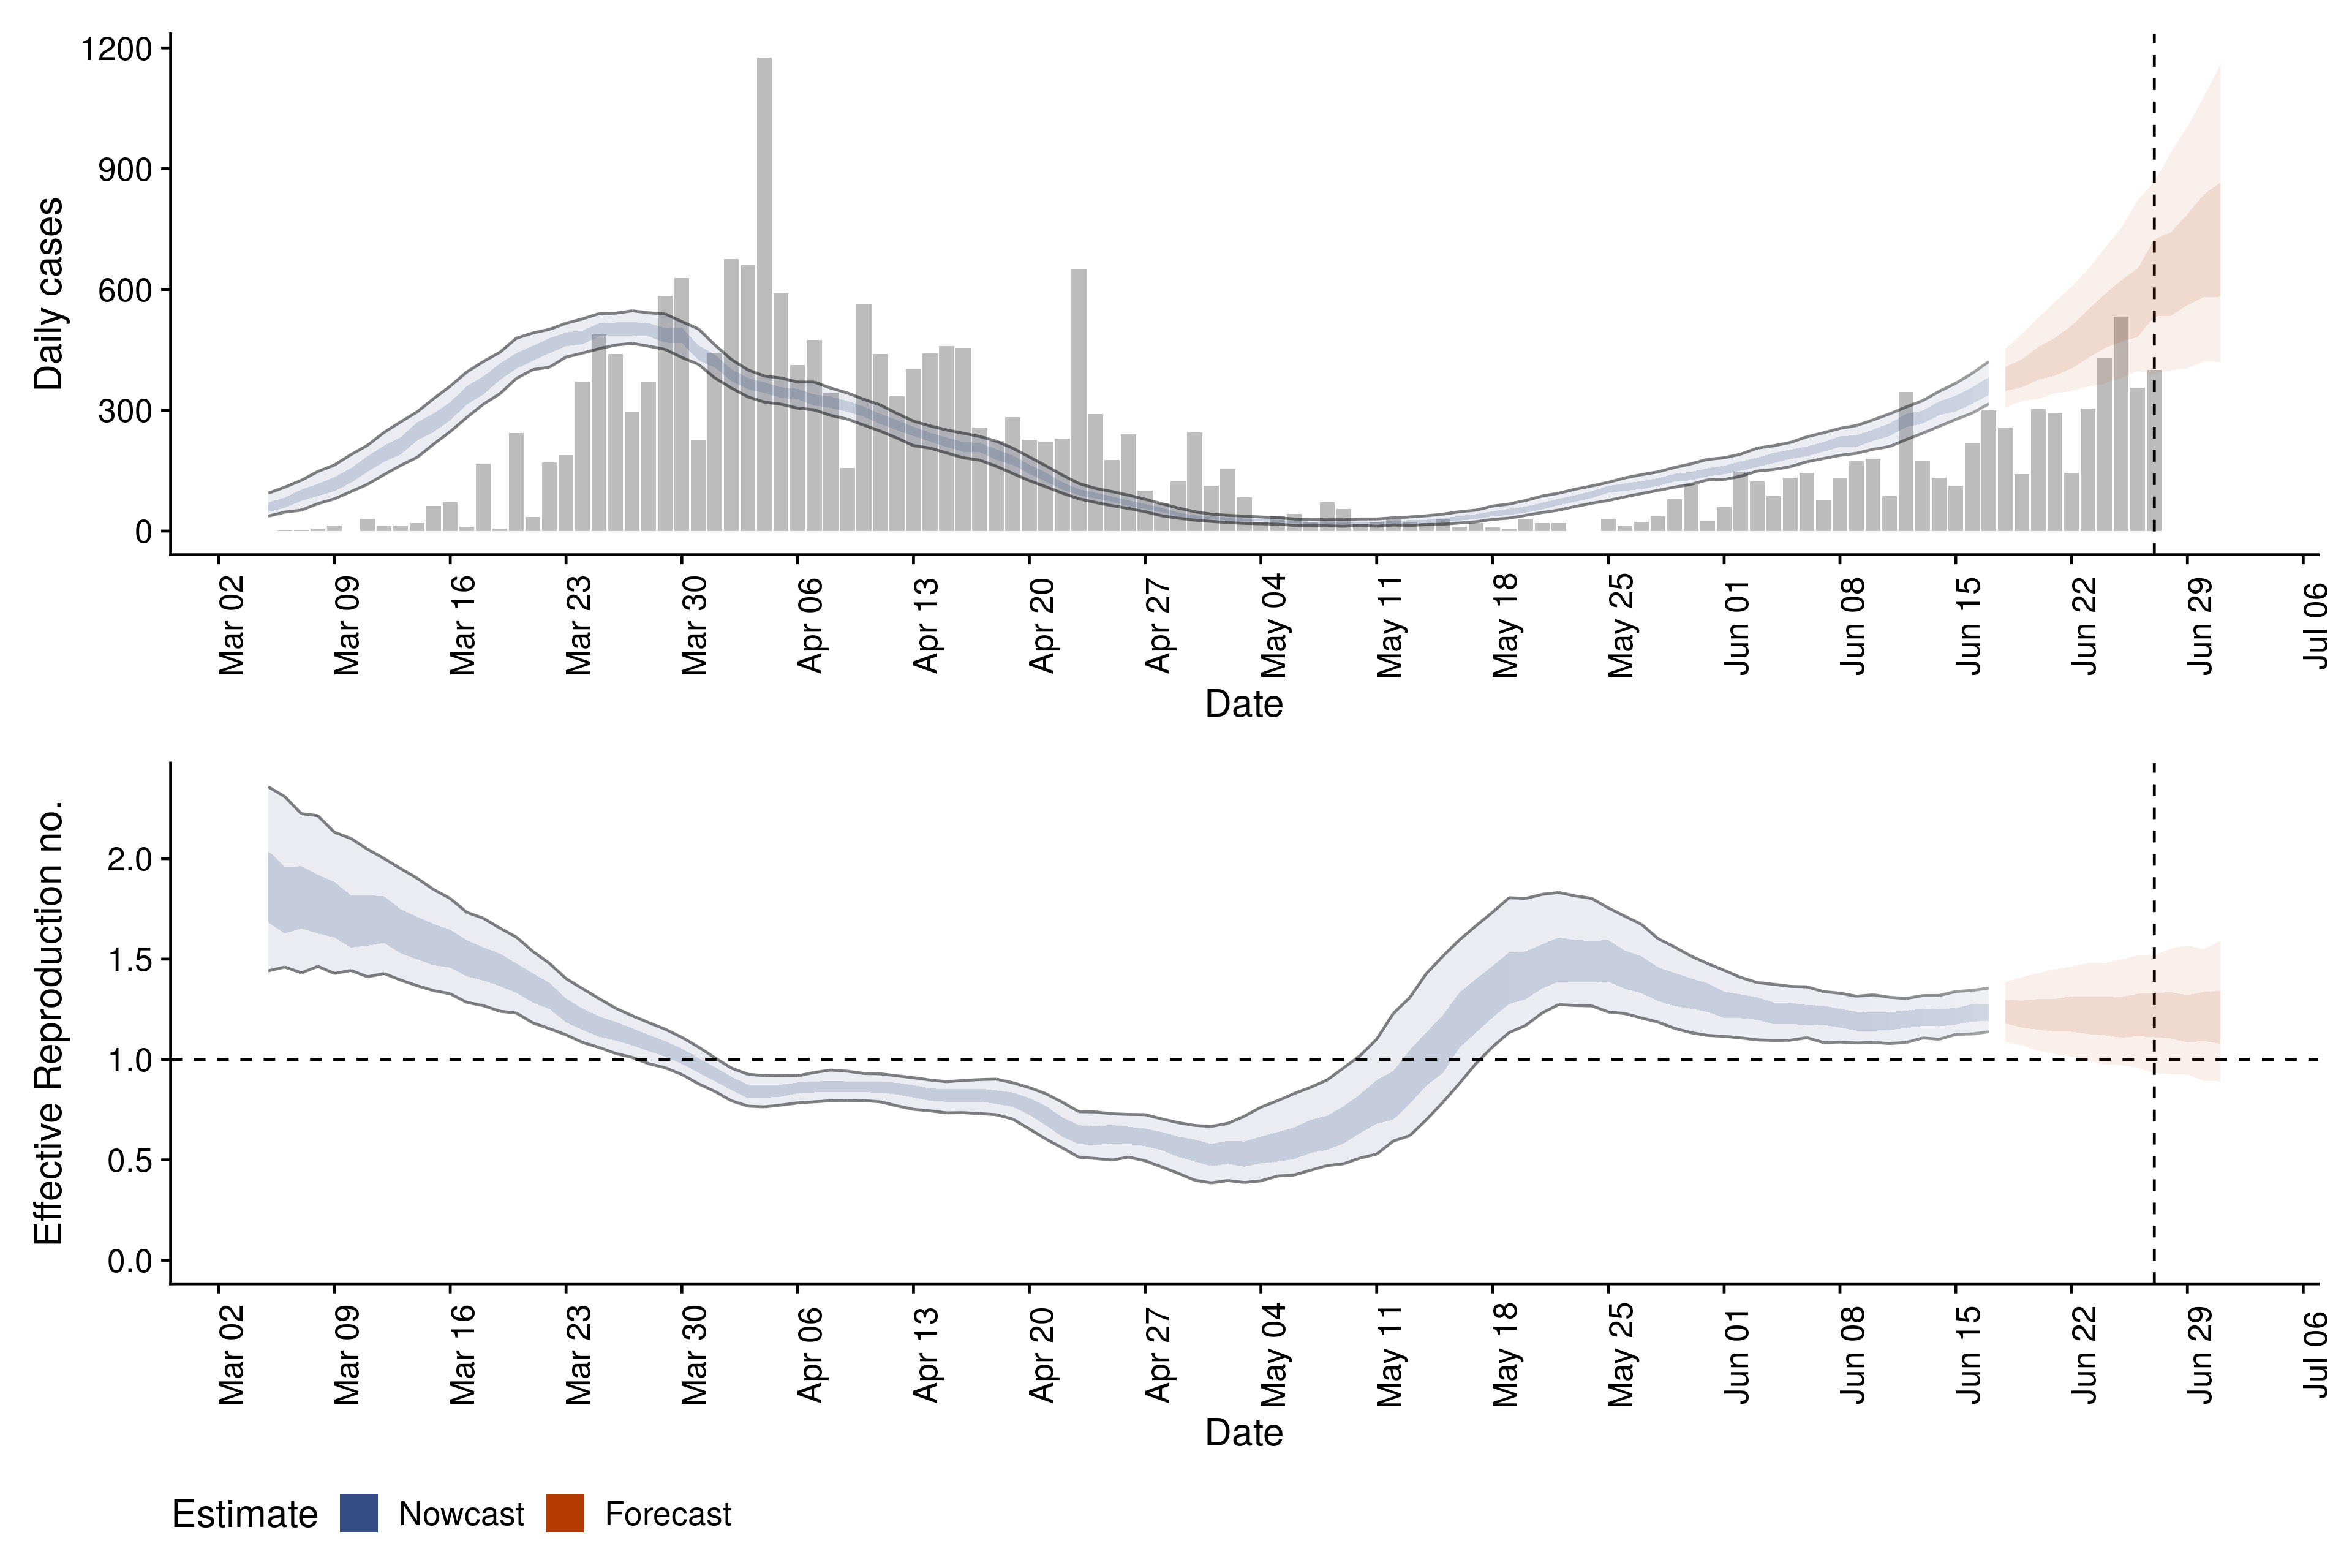 1200
900
600
300
0
Daily cases
Mar 02 Mar 09 Mar 16 Mar 23 Mar 30 Apr 06 Apr 13 Apr 20 Apr 27 May 04 May 11 May 18 May 25 Jun 01 Jun 08 Jun 15 Jun 22 Jun 29 Jul 06
Date
2.0
1.5
1.0
0.5
0.0
Effective Reproduction no.
Mar 02 Mar 09 Mar 16 Mar 23 Mar 30 Apr 06 Apr 13 Apr 20 Apr 27 May 04 May 11 May 18 May 25 Jun 01 Jun 08 Jun 15 Jun 22 Jun 29 Jul 06
Date
Estimate Nowcast Forecast